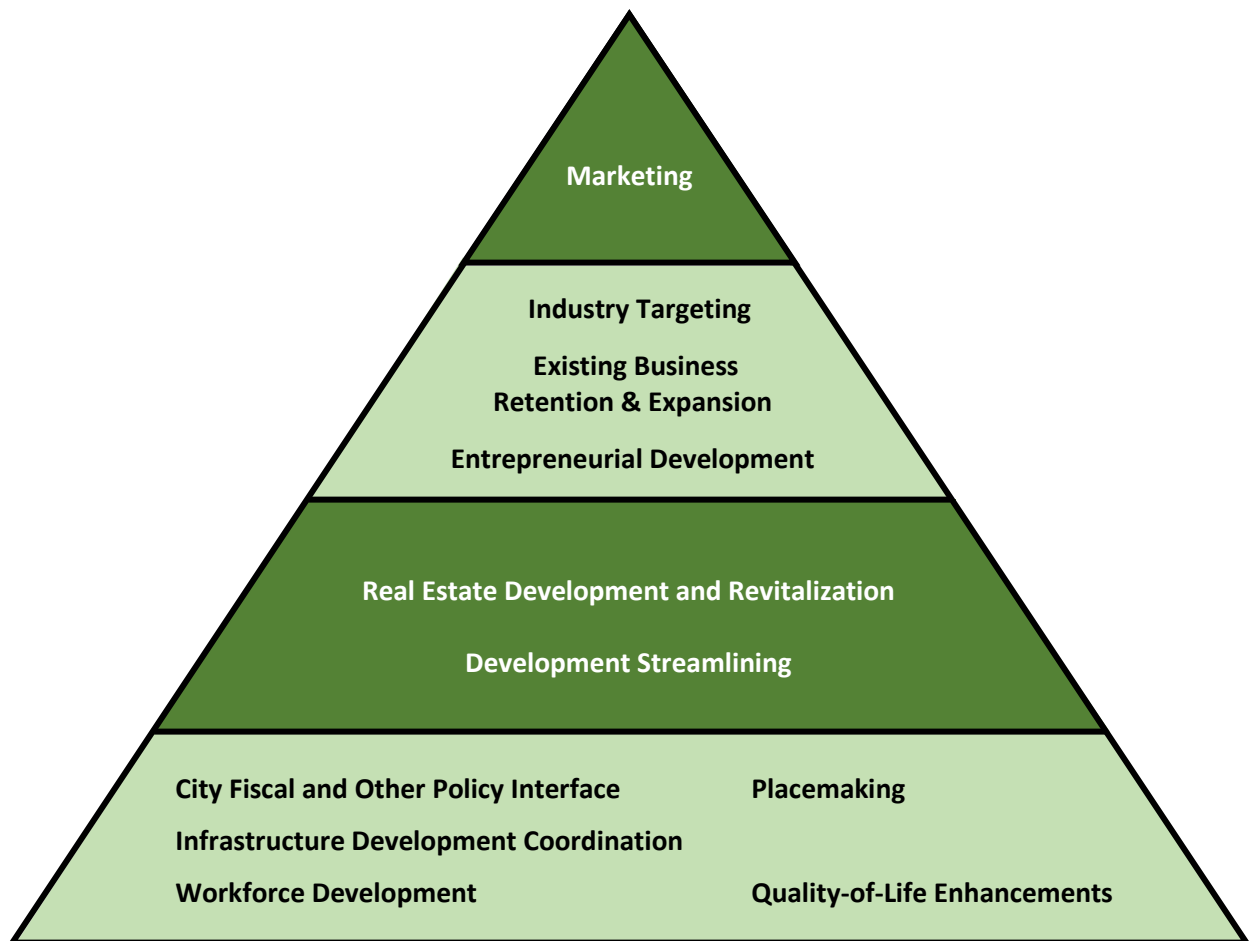 Marketing
Industry Targeting
Existing Business
Retention & Expansion
Entrepreneurial Development
Real Estate Development and Revitalization
Development Streamlining
City Fiscal and Other Policy Interface
Placemaking
Infrastructure Development Coordination
Workforce Development
Quality-of-Life Enhancements